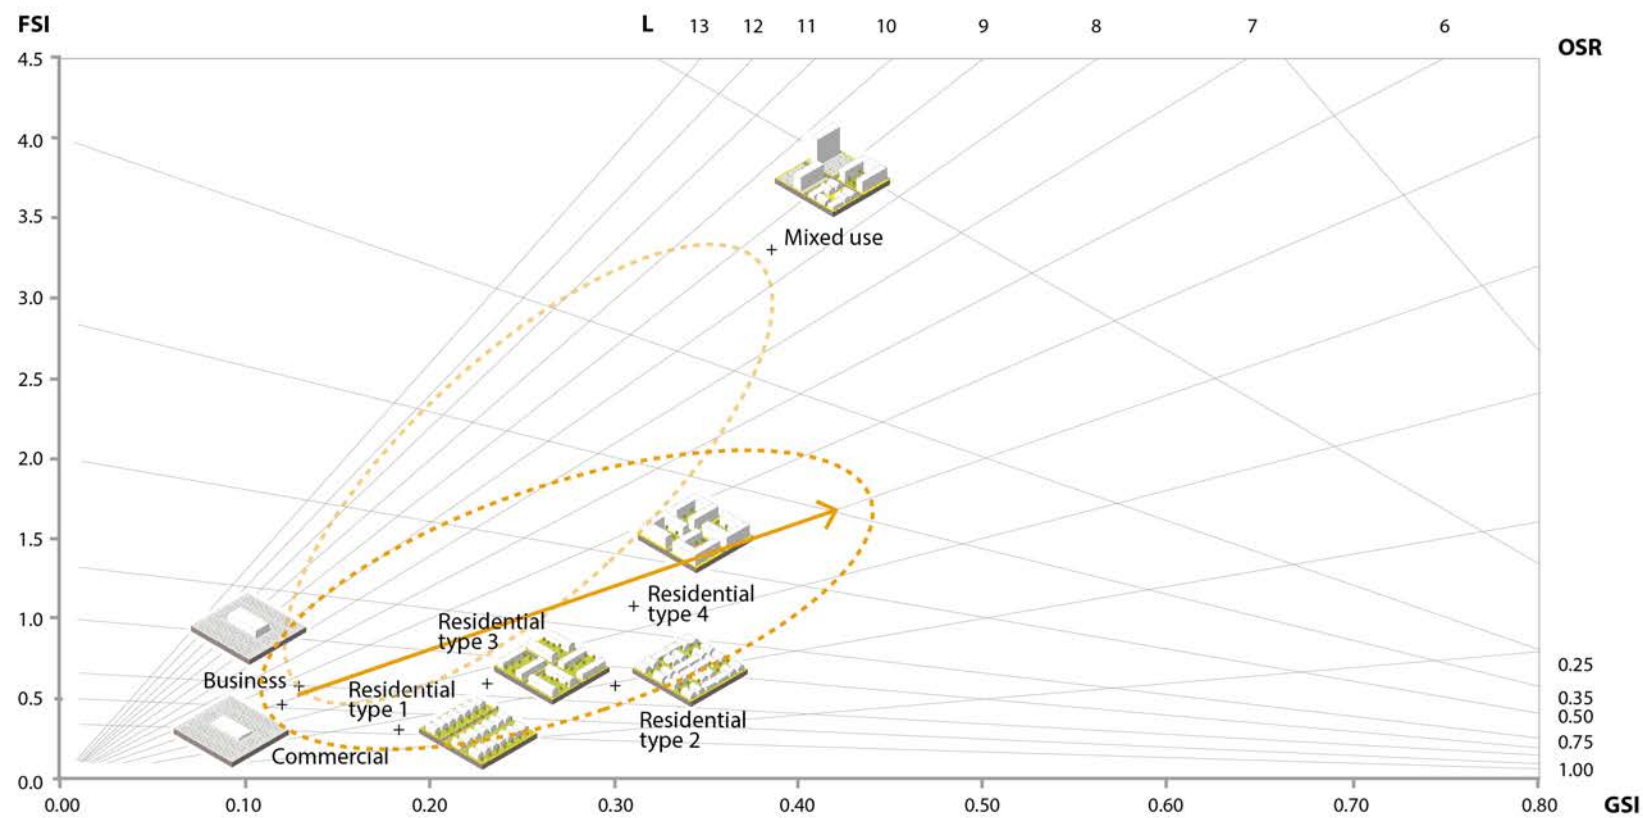 FSI
L 13 12 11 10 9 8 7 6
OSR
4.5
4.0
3.5
Mixed use
3.0
2.5
2.0
1.5
Residential
type 4
1.0
Residential
type 3
0.25
Business
Residential
type 1
0.5
0.35
0.50
Residential
type 2
0.75
Commercial
1.00
0.0
0.00 0.10 0.20 0.30 0.40 0.50 0.60 0.70 0.80 GSI